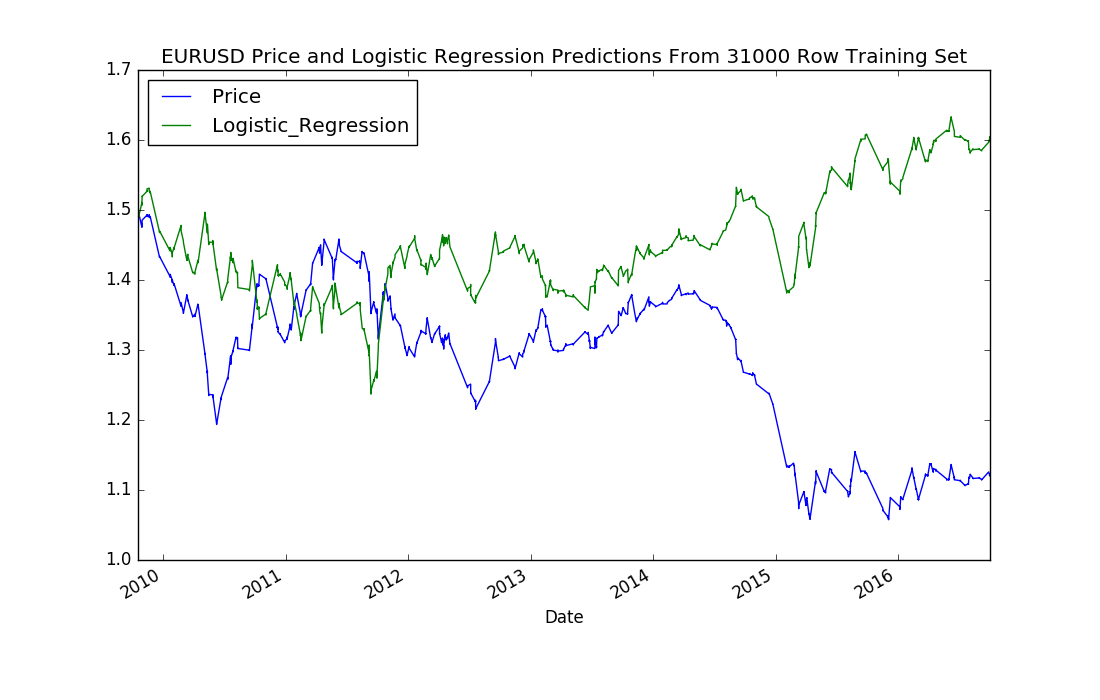 EURUSD Price and Logistic Regression Predictions From 31000 Row Training Set
1.7
Price
Logistic_Regression
1.6
1.5
1.4
1.3
1.2
1.1
1.0
2010 2011 2012 2013 2014 2015 2016
Date